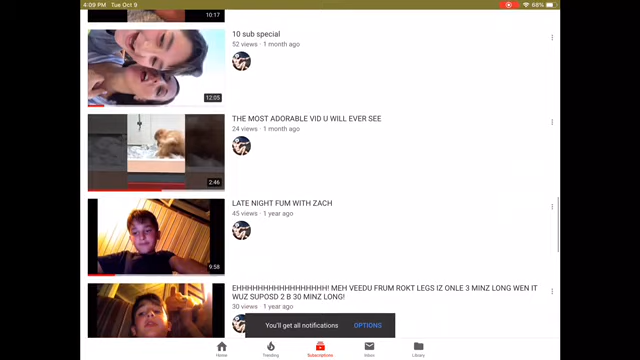 4:09 PM Tue Oct 9
68%
10:17
10 sub special
52 views · 1 month ago
12:05
THE MOST ADORABLE VID U WILL EVER SEE
24 views · 1 month ago
2:46
LATE NIGHT FUM WITH ZACH
45 views · 1 year ago
9:58
EHHHHHHHHHHHHHHHHH! MEH VEEDU FRUM ROKT LEGS IZ ONLE 3 MINZ LONG WEN IT
WUZ SUPOSD 2 B 30 MINZ LONG!
30 views · 1 year ago
You'll get all notifications OPTIONS
Home Trending Subscriptions Inbox Library